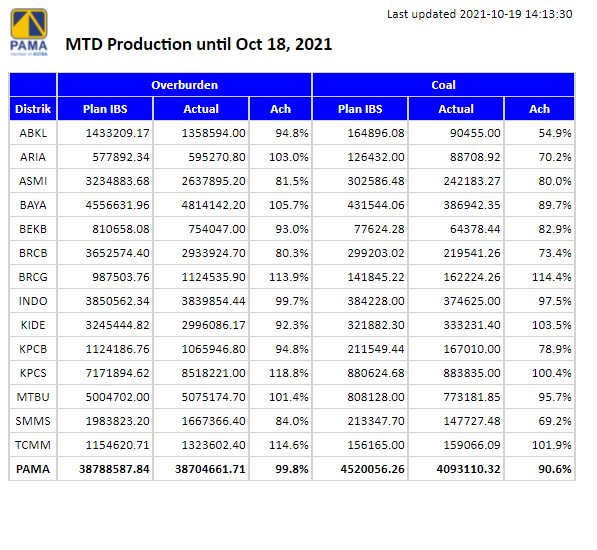 Last updated 2021-10-19 14:13:30
PAMA
member of ASTRA
MTD Production until Oct 18, 2021
Overburden Coal
Distrik Plan IBS Actual Ach Plan IBS Actual Ach
ABKL 1433209.17 1358594.00 94.8% 164896.08 90455.00 54.9%
ARIA 577892.34 595270.80 103.0% 126432.00 88708.92 70.2%
ASMI 3234883.68 2637895.20 81.5% 302586.48 242183.27 80.0%
BAYA 4556631.96 4814142.20 105.7% 431544.06 386942.35 89.7%
BEKB 810658.08 754047.00 93.0% 77624.28 64378.44 82.9%
BRCB 3652574.40 2933924.70 80.3% 299203.02 219541.26 73.4%
BRCG 987503.76 1124535.90 113.9% 141845.22 162224.26 114.4%
INDO 3850562.34 3839854.44 99.7% 384228.00 374625.00 97.5%
KIDE 3245444.82 2996086.17 92.3% 321882.30 333231.40 103.5%
KPCB 1124186.76 1065946.80 94.8% 211549.44 167010.00 78.9%
KPCS 7171894.62 8518221.00 118.8% 880624.68 883835.00 100.4%
MTBU 5004702.00 5075174.70 101.4% 808128.00 773181.85 95.7%
SMMS 1983823.20 1667366.40 84.0% 213347.70 147727.48 69.2%
TCMM 1154620.71 1323602.40 114.6% 156165.00 159066.09 101.9%
PAMA 38788587.84 38704661.71 99.8% 4520056.26 4093110.32 90.6%